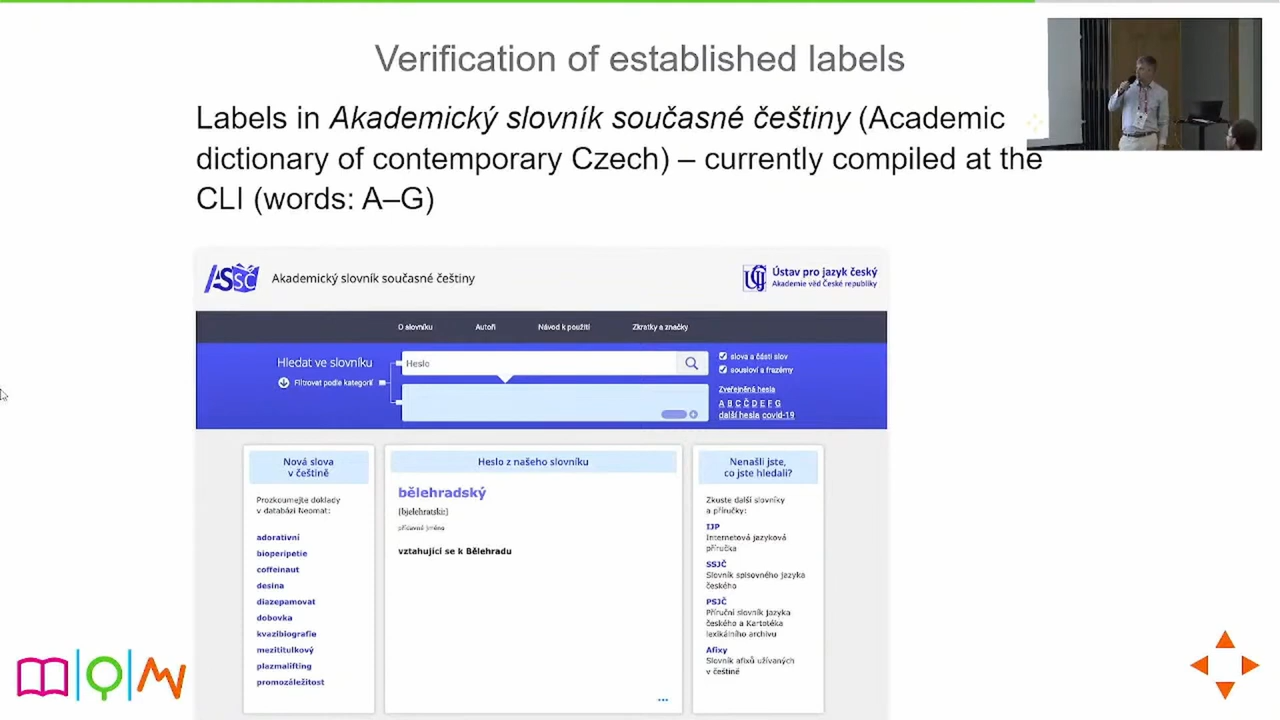 Verification of established labels
Labels in Akademický slovník současné češtiny (Academic
dictionary of contemporary Czech) – currently compiled at the
CLI (words: A–G)
ASSČ
Akademický slovník současné češtiny
ÚJČ
Ústav pro jazyk český
Akademie věd České republiky
O slovníku
Autoři
Návod k použití
Zkratky a značky
Hledat ve slovníku
Heslo
Filtrovat podle kategorií
slova a části slov
sousloví a frazémy
Zveřejněná hesla
A B C Č D E F G
další hesla covid-19
Nová slova
v češtině
Prozkoumejte doklady
v databázi Neomat:
adorativní
bioperipetie
coffeinaut
desina
diazepamovat
dobovka
kvazibiografie
mezititulkový
plazmalifting
promozáležitost
Heslo z našeho slovníku
bělehradský
[bjelehratski:]
přídavné jméno
vztahující se k Bělehradu
Nenašli jste,
co jste hledali?
Zkuste další slovníky
a příručky:
IJP
Internetová jazyková
příručka
SSJČ
Slovník spisovného jazyka
českého
PSJČ
Příruční slovník jazyka
českého a Kartotéka
lexikálního archivu
Afixy
Slovník afixů užívaných
v češtině